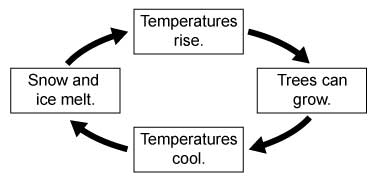 Temperatures
rise.
Snow and
ice melt.
Trees can
grow.
Temperatures
cool.